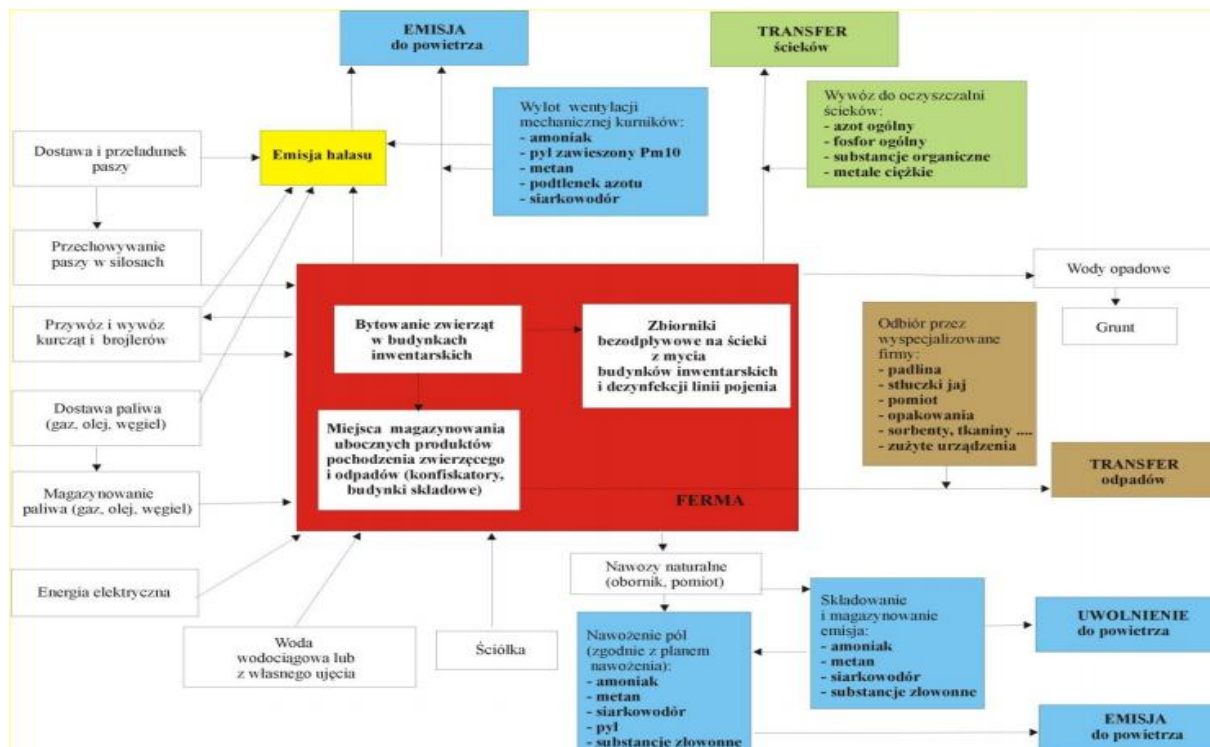 EMISJA
do powietrza
TRANSFER
ścieków
Wylot wentylacji
mechanicznej kurników:
- amoniak
- pył zawieszony Pm10
- metan
- podtlenek azotu
- siarkowodór
Wywóz do oczyszczalni
ścieków:
- azot ogólny
- fosfor ogólny
- substancje organiczne
- metale ciężkie
Dostawa i przeładunek
paszy
Emisja hałasu
Przechowywanie
paszy w silosach
Przywóz i wywóz
kurcząt i brojlerów
Dostawa paliwa
(gaz, olej, węgiel)
Magazynowanie
paliwa (gaz, olej, węgiel)
Energia elektryczna
Woda
wodociągowa lub
z własnego ujęcia
Ściółka
Bytowanie zwierząt
w budynkach
inwentarskich
Zbiorniki
bezodpływowe na ścieki
z mycia
budynków inwentarskich
i dezynfekcji linii pojenia
Miejsca magazynowania
ubocznych produktów
pochodzenia zwierzęcego
i odpadów (konfiskatory,
budynki składowe)
FERMA
Wody opadowe
Grunt
Odbiór przez
wyspecjalizowane
firmy:
- padlina
- stłuczki jaj
- pomiot
- opakowania
- sorbenty, tkaniny ....
- zużyte urządzenia
TRANSFER
odpadów
Nawozy naturalne
(obornik, pomiot)
Składowanie
i magazynowanie
emisja:
- amoniak
- metan
- siarkowodór
- substancje złowonne
UWOLNIENIE
do powietrza
Nawożenie pól
(zgodnie z planem
nawożenia):
- amoniak
- metan
- siarkowodór
- pył
- substancje złowonne
EMISJA
do powietrza